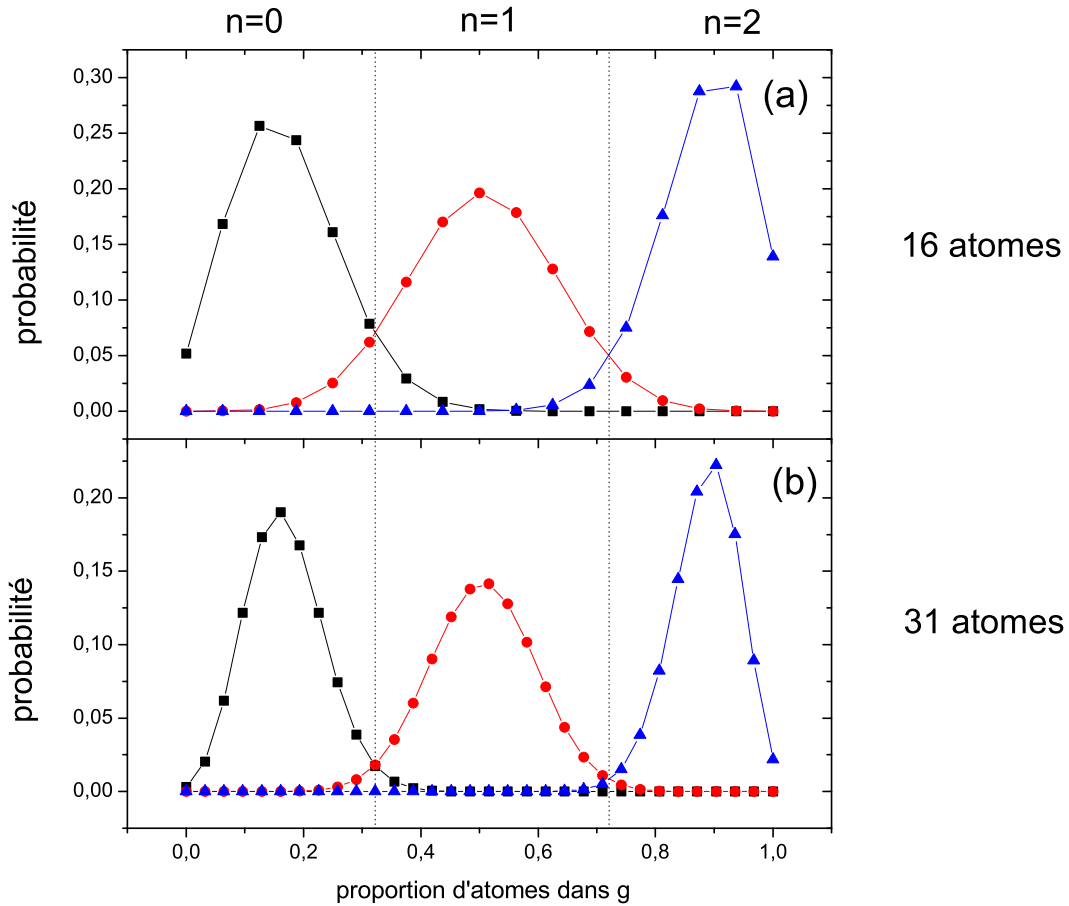 n=0 n=1 n=2
(a)
0,30
0,25
0,20
0,15
0,10
0,05
0,00
probabilité
16 atomes
(b)
0,20
0,15
0,10
0,05
0,00
probabilité
31 atomes
0,0 0,2 0,4 0,6 0,8 1,0
proportion d'atomes dans g